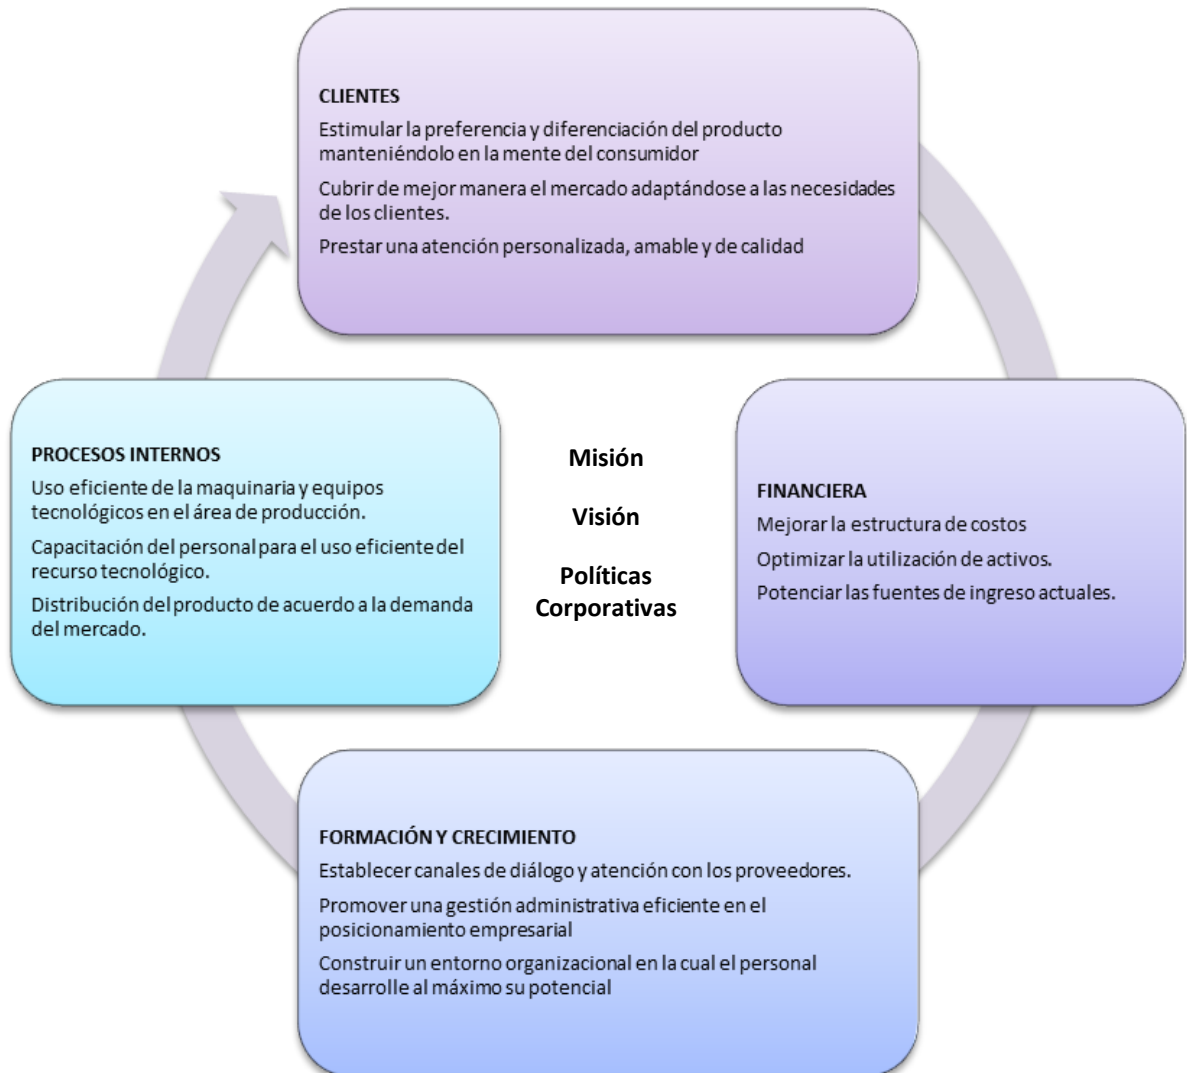 CLIENTES
Estimular la preferencia y diferenciación del producto
manteniéndolo en la mente del consumidor
Cubrir de mejor manera el mercado adaptándose a las necesidades
de los clientes.
Prestar una atención personalizada, amable y de calidad
PROCESOS INTERNOS
Uso eficiente de la maquinaria y equipos
tecnológicos en el área de producción.
Capacitación del personal para el uso eficiente del
recurso tecnológico.
Distribución del producto de acuerdo a la demanda
del mercado.
Misión
Visión
Políticas
Corporativas
FINANCIERA
Mejorar la estructura de costos
Optimizar la utilización de activos.
Potenciar las fuentes de ingreso actuales.
FORMACIÓN Y CRECIMIENTO
Establecer canales de diálogo y atención con los proveedores.
Promover una gestión administrativa eficiente en el
posicionamiento empresarial
Construir un entorno organizacional en la cual el personal
desarrolle al máximo su potencial